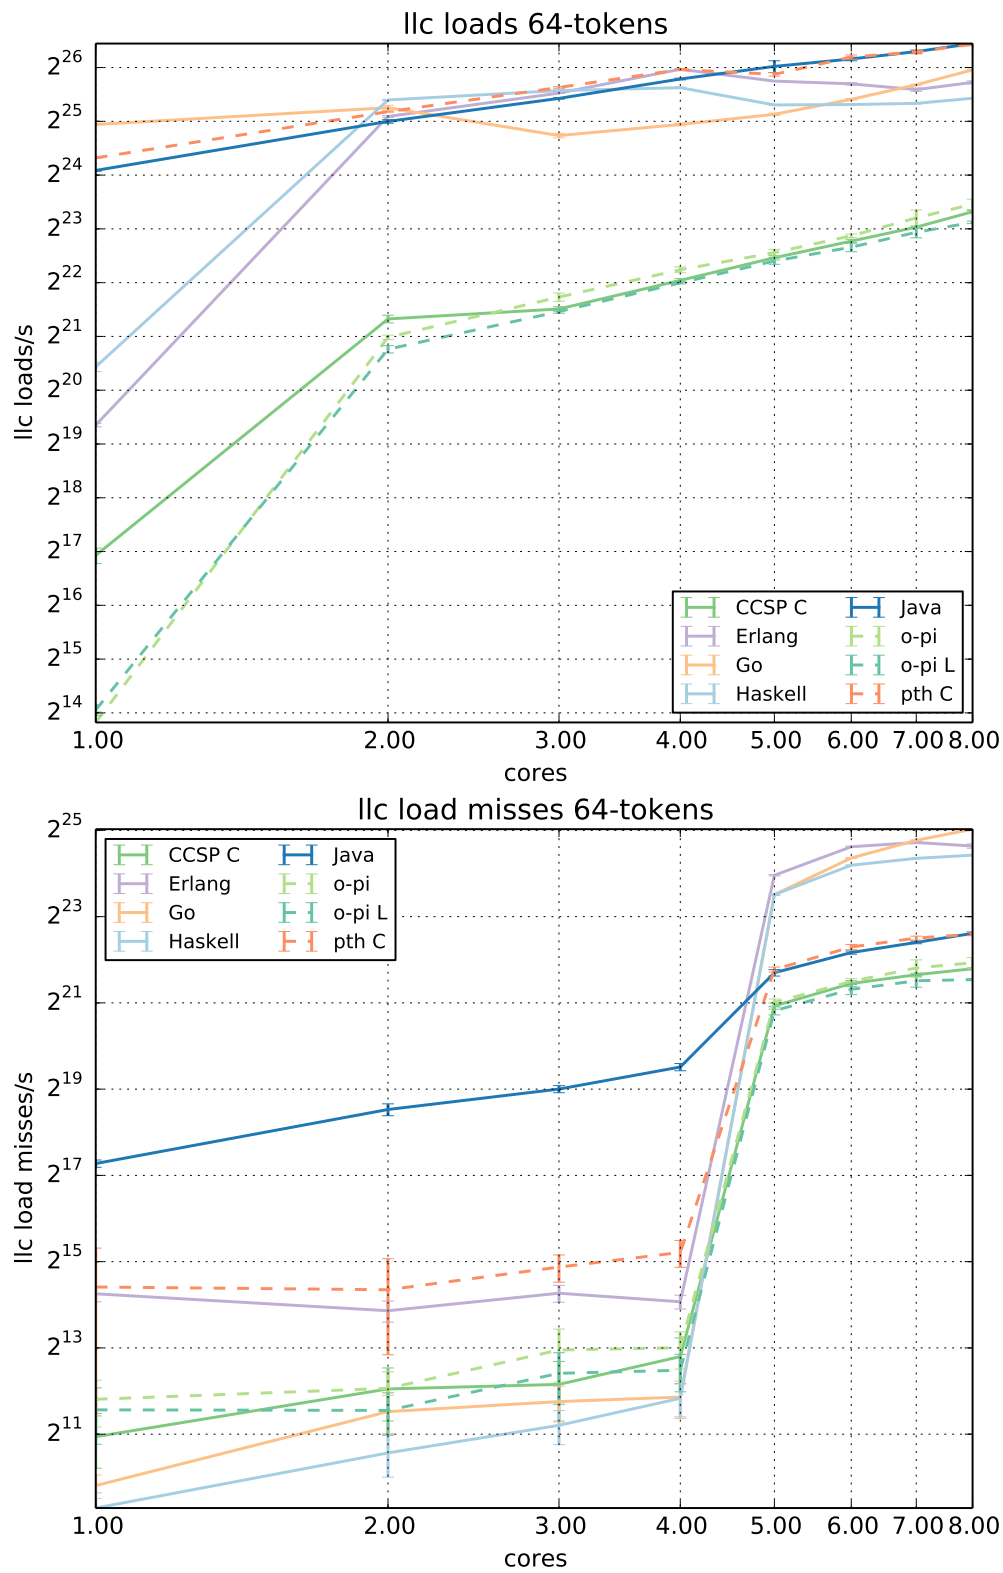 llc loads 64-tokens
2^26
2^25
2^24
2^23
2^22
2^21
2^20
2^19
2^18
2^17
2^16
2^15
2^14
llc loads/s
CCSP C
Erlang
Go
Haskell
Java
o-pi
o-pi L
pth C
1.00 2.00 3.00 4.00 5.00 6.00 7.00 8.00
cores
llc load misses 64-tokens
2^25
2^23
2^21
2^19
2^17
2^15
2^13
2^11
llc load misses/s
CCSP C
Erlang
Go
Haskell
Java
o-pi
o-pi L
pth C
1.00 2.00 3.00 4.00 5.00 6.00 7.00 8.00
cores